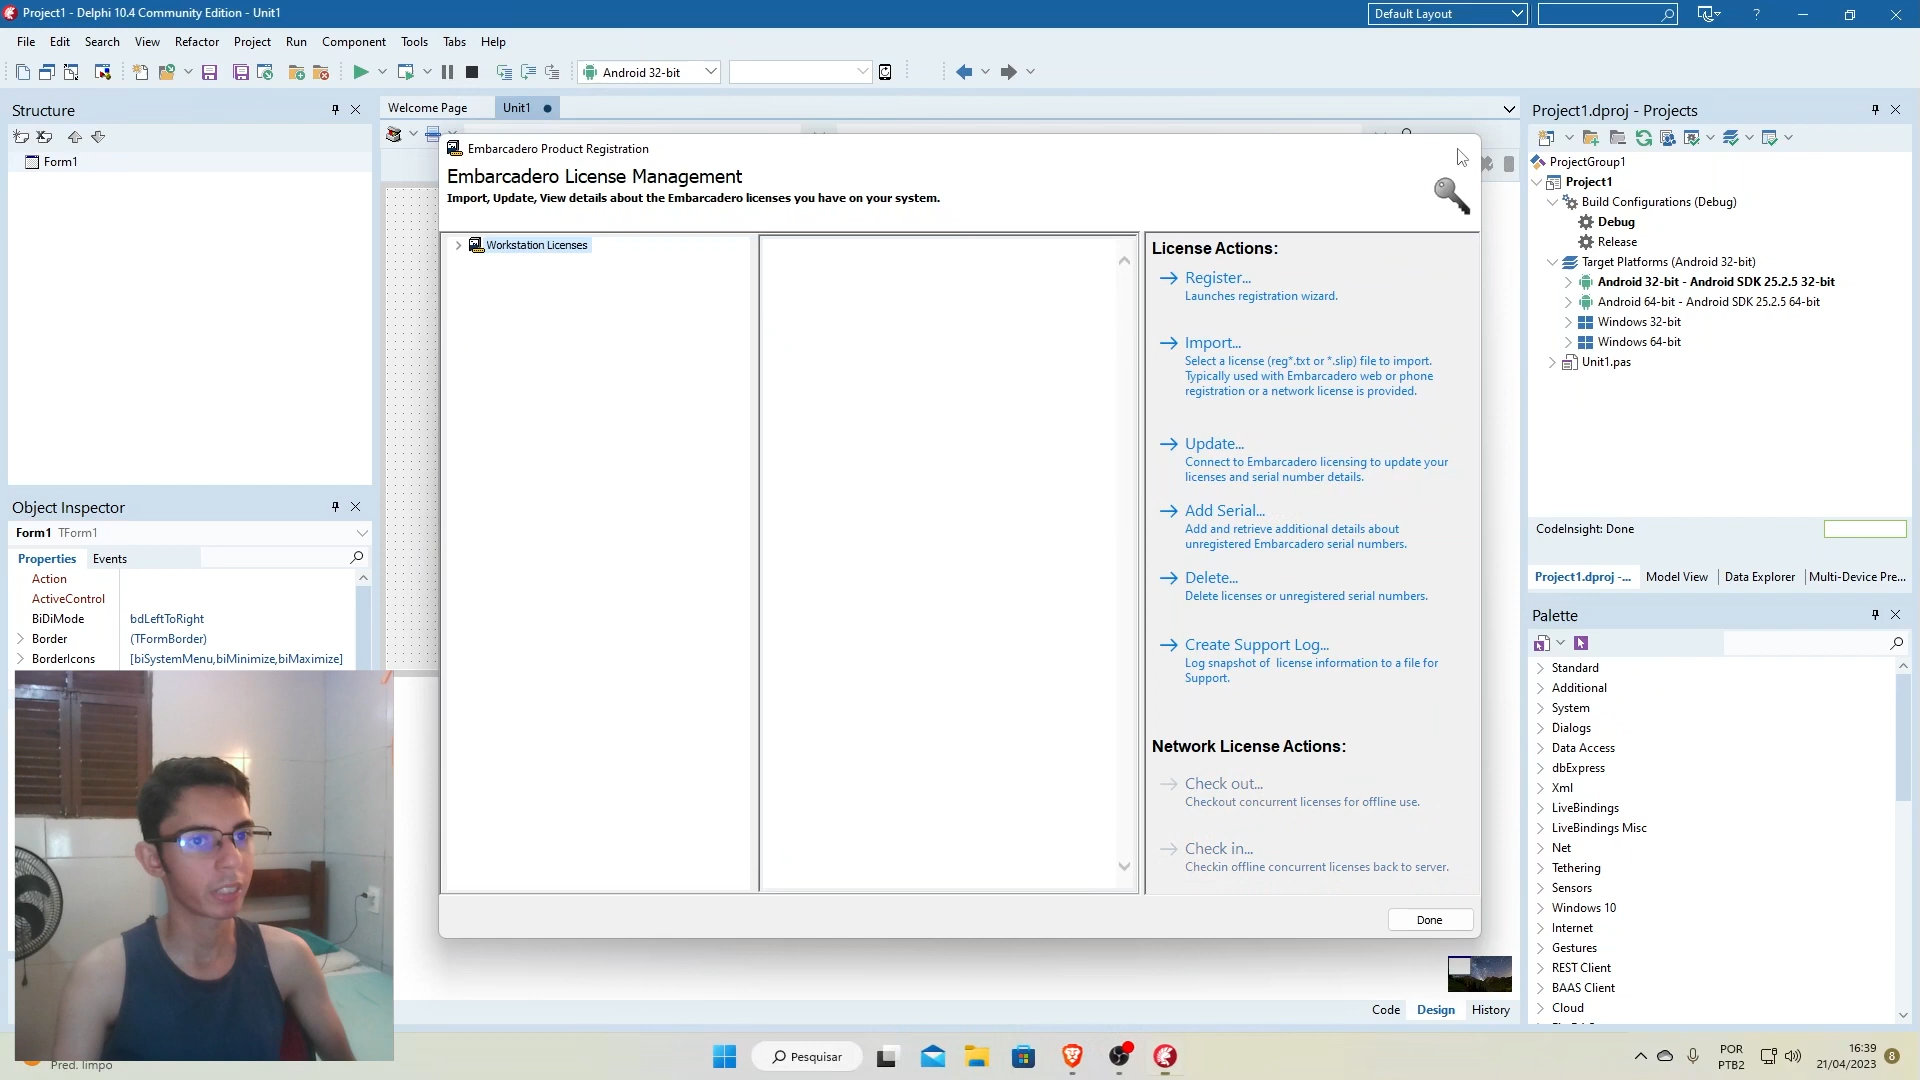 Project1 - Delphi 10.4 Community Edition - Unit1
Default Layout
File Edit Search View Refactor Project Run Component Tools Tabs Help
Android 32-bit
Structure
Form1
Welcome Page
Unit1
Embarcadero Product Registration
Embarcadero License Management
Import, Update, View details about the Embarcadero licenses you have on your system.
Workstation Licenses
License Actions:
Register...
Launches registration wizard.
Import...
Select a license (reg*.txt or *.slip) file to import.
Typically used with Embarcadero web or phone
registration or a network license is provided.
Update...
Connect to Embarcadero licensing to update your
licenses and serial number details.
Add Serial...
Add and retrieve additional details about
unregistered Embarcadero serial numbers.
Delete...
Delete licenses or unregistered serial numbers.
Create Support Log...
Log snapshot of license information to a file for
Support.
Network License Actions:
Check out...
Checkout concurrent licenses for offline use.
Check in...
Checkin offline concurrent licenses back to server.
Done
Object Inspector
Form1 TForm1
Properties Events
Action
ActiveControl
BiDiMode bdLeftToRight
Border (TFormBorder)
BorderIcons [biSystemMenu,biMinimize,biMaximize]
Code Design History
Project1.dproj - Projects
ProjectGroup1
Project1
Build Configurations (Debug)
Debug
Release
Target Platforms (Android 32-bit)
Android 32-bit - Android SDK 25.2.5 32-bit
Android 64-bit - Android SDK 25.2.5 64-bit
Windows 32-bit
Windows 64-bit
Unit1.pas
CodeInsight: Done
Project1.dproj -... Model View Data Explorer Multi-Device Pre...
Palette
Standard
Additional
System
Dialogs
Data Access
dbExpress
Xml
LiveBindings
LiveBindings Misc
Net
Tethering
Sensors
Windows 10
Internet
Gestures
REST Client
BAAS Client
Cloud
Pred. limpo
Pesquisar
POR
PTB2
16:39
21/04/2023
8